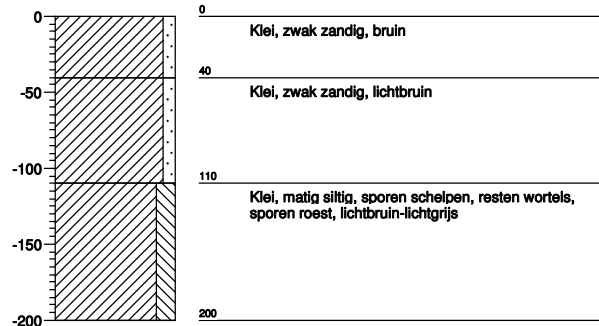 0
0
Klei, zwak zandig, bruin
40
-50
Klei, zwak zandig, lichtbruin
-100
110
Klei, matig siltig, sporen schelpen, resten wortels,
sporen roest, lichtbruin-lichtgrijs
-150
-200
200